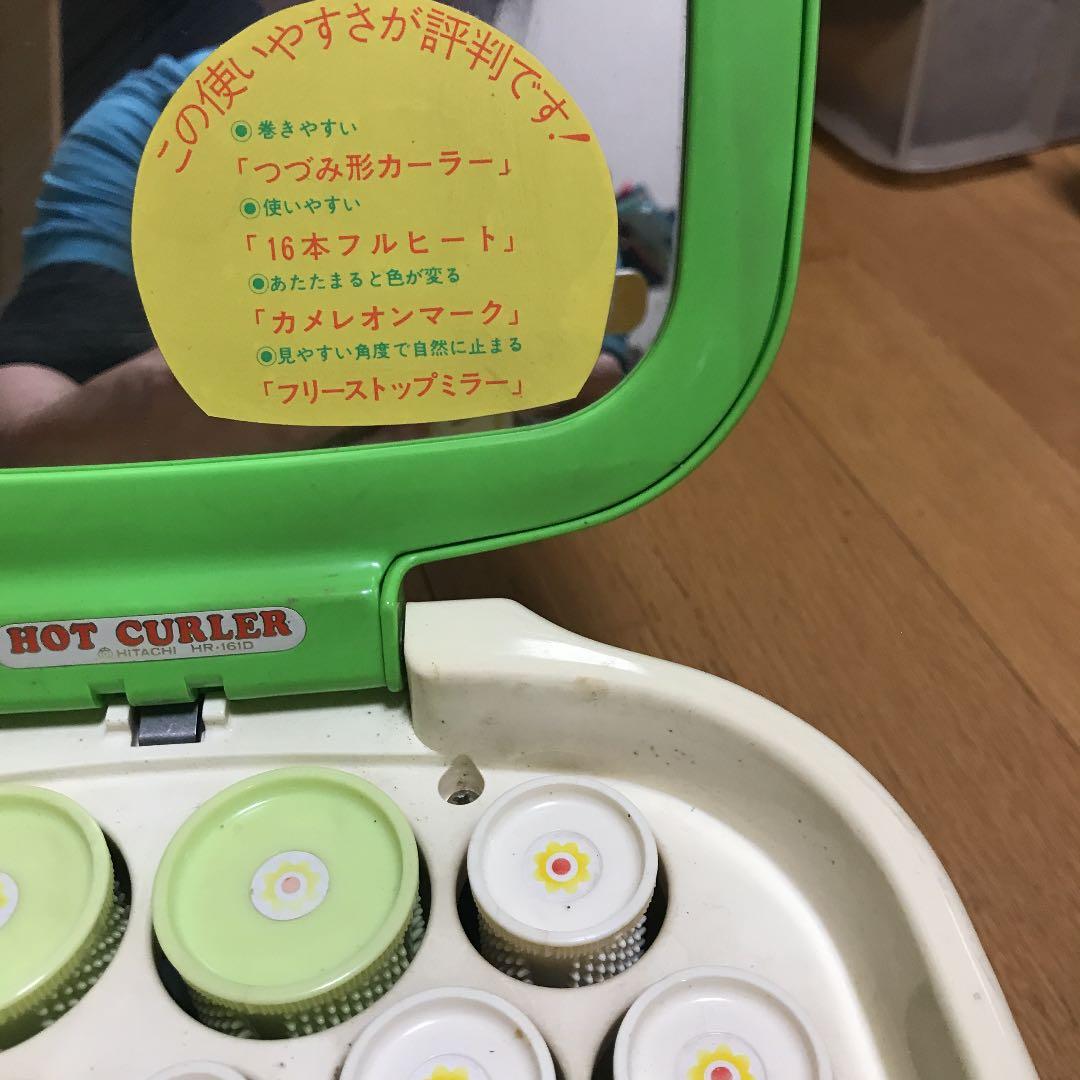 この使いやすさが評判です!
◉巻きやすい
「つづみ形カーラー」
◉使いやすい
「16本フルヒート」
◉あたたまると色が変る
「カメレオンマーク」
◉見やすい角度で自然に止まる
「フリーストップミラー」
HOT CURLER
HITACHI HR-161D